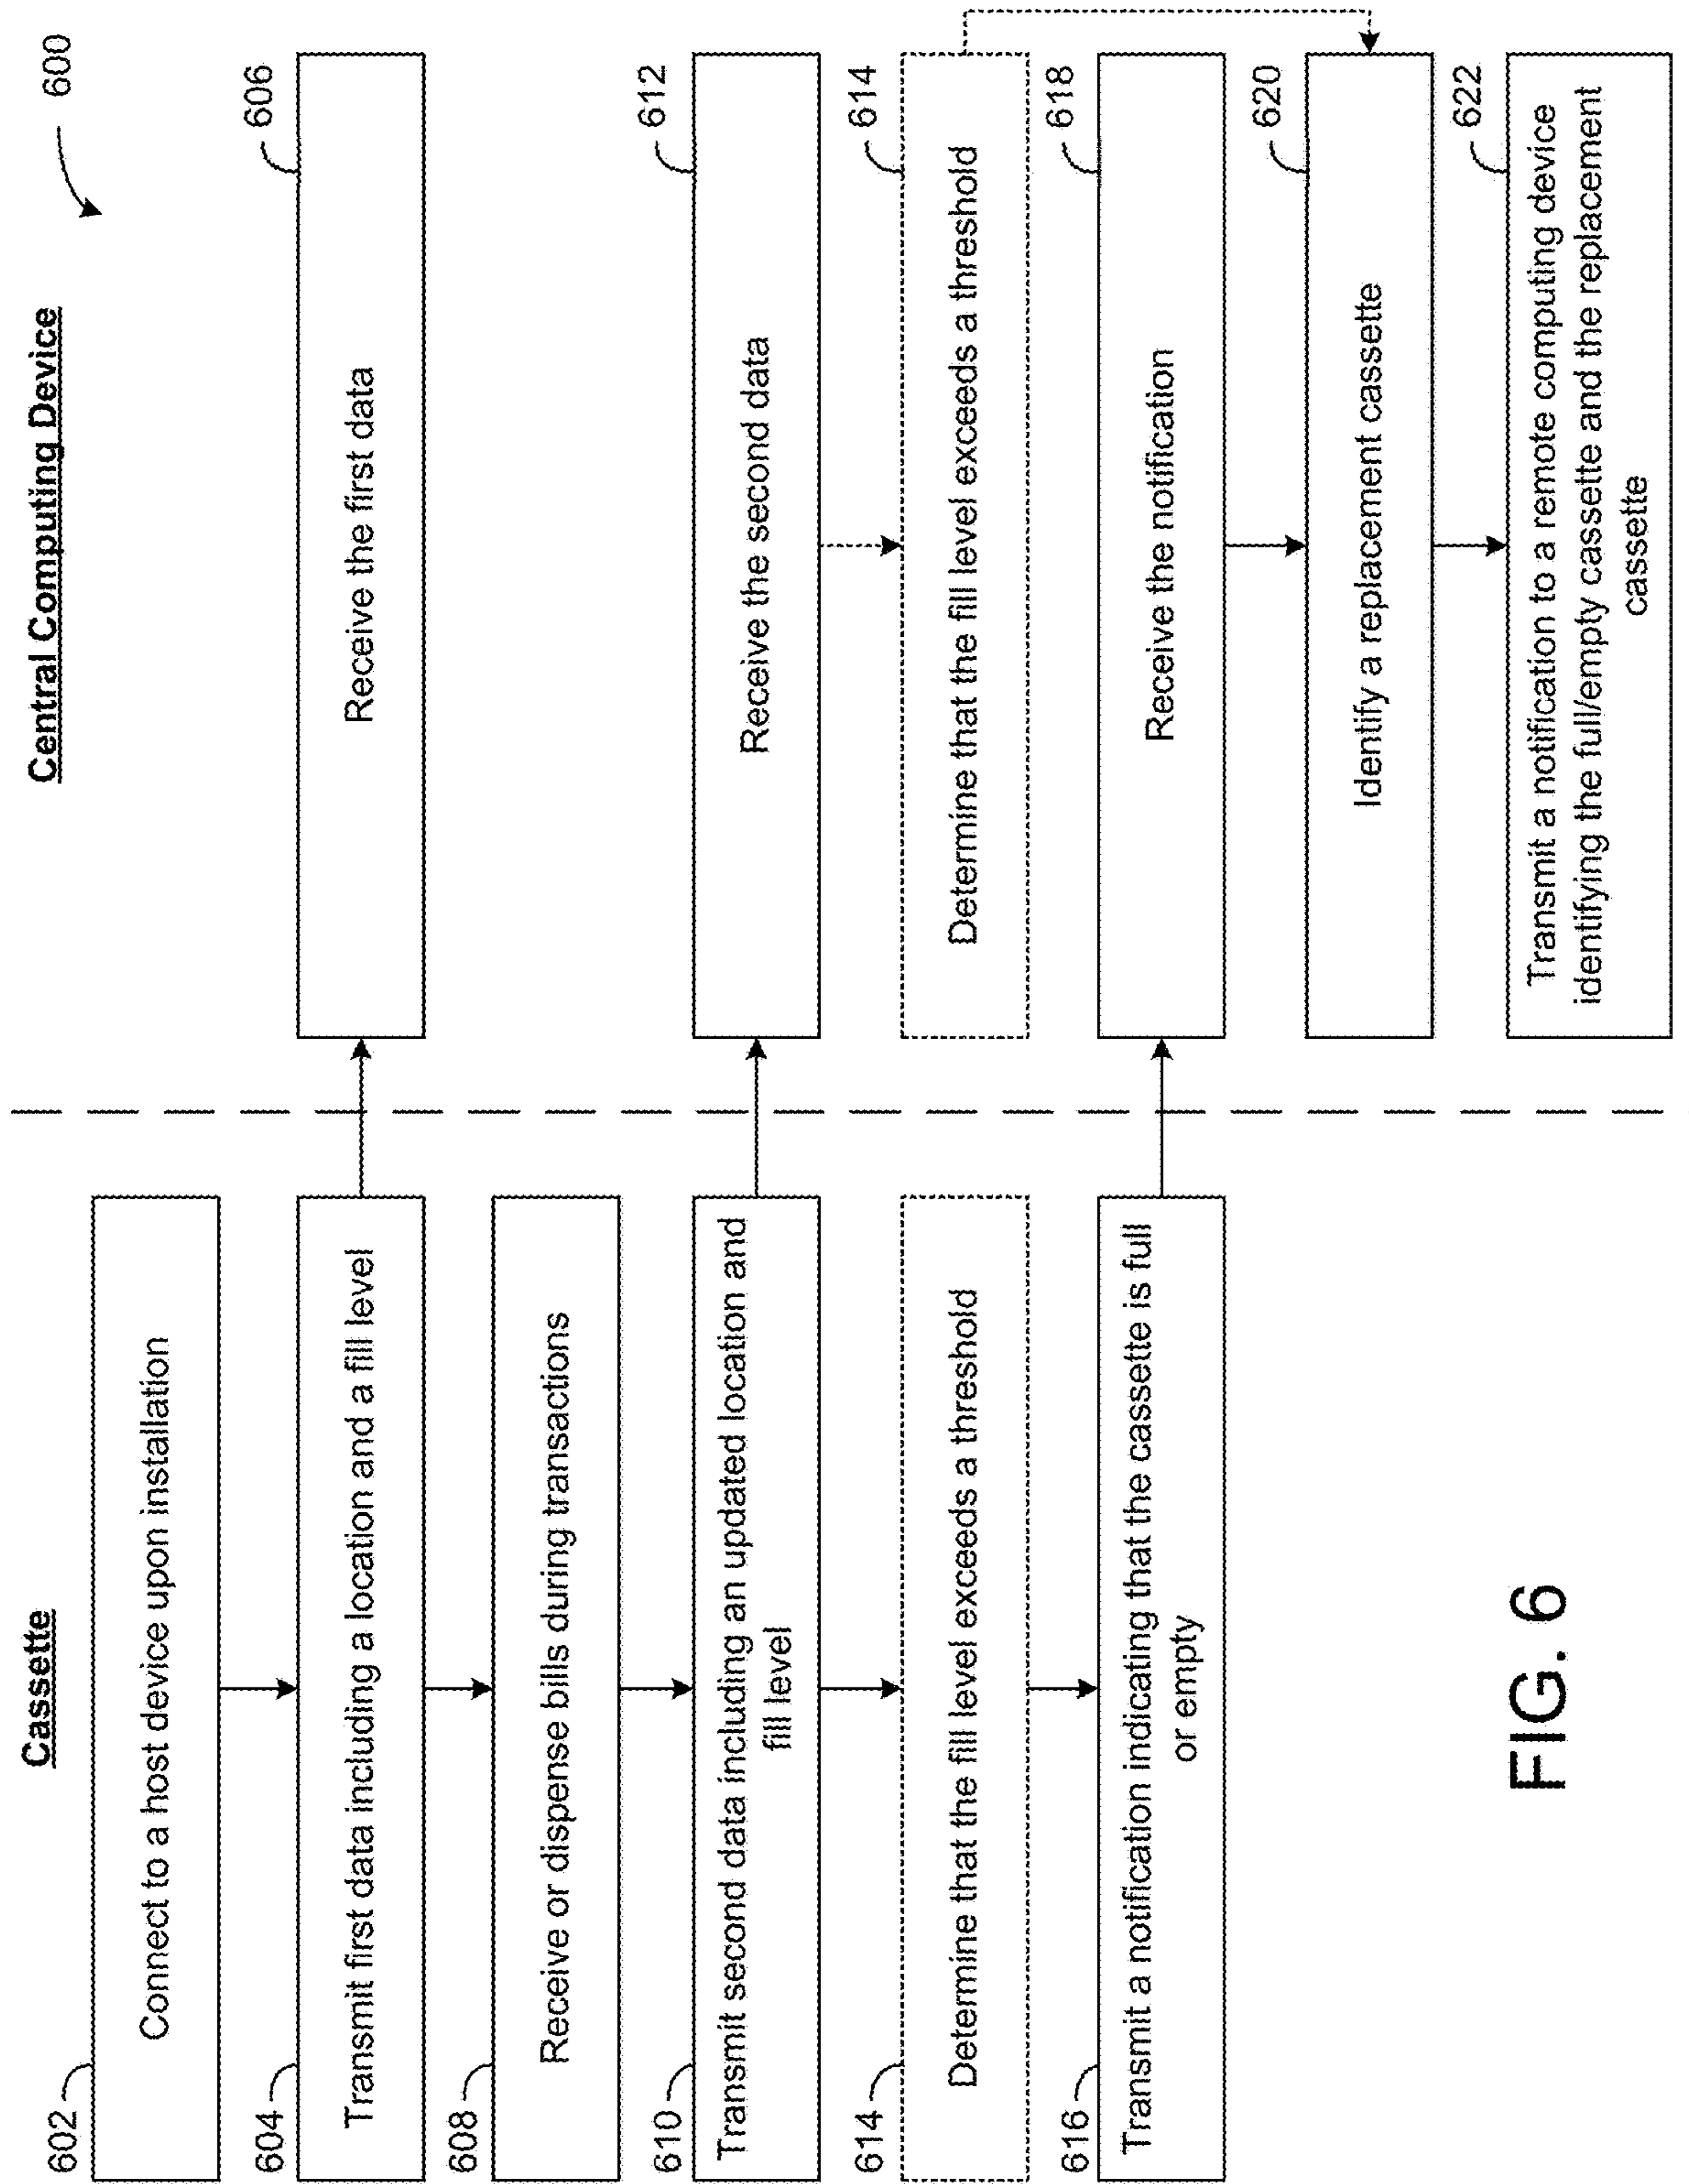 Cassette
Central Computing Device
600
602
Connect to a host device upon installation
604
Transmit first data including a location and a fill level
606
Receive the first data
608
Receive or dispense bills during transactions
610
Transmit second data including an updated location and
fill level
612
Receive the second data
614
Determine that the fill level exceeds a threshold
614
Determine that the fill level exceeds a threshold
616
Transmit a notification indicating that the cassette is full
or empty
618
Receive the notification
620
Identify a replacement cassette
622
Transmit a notification to a remote computing device
identifying the full/empty cassette and the replacement
cassette
FIG. 6